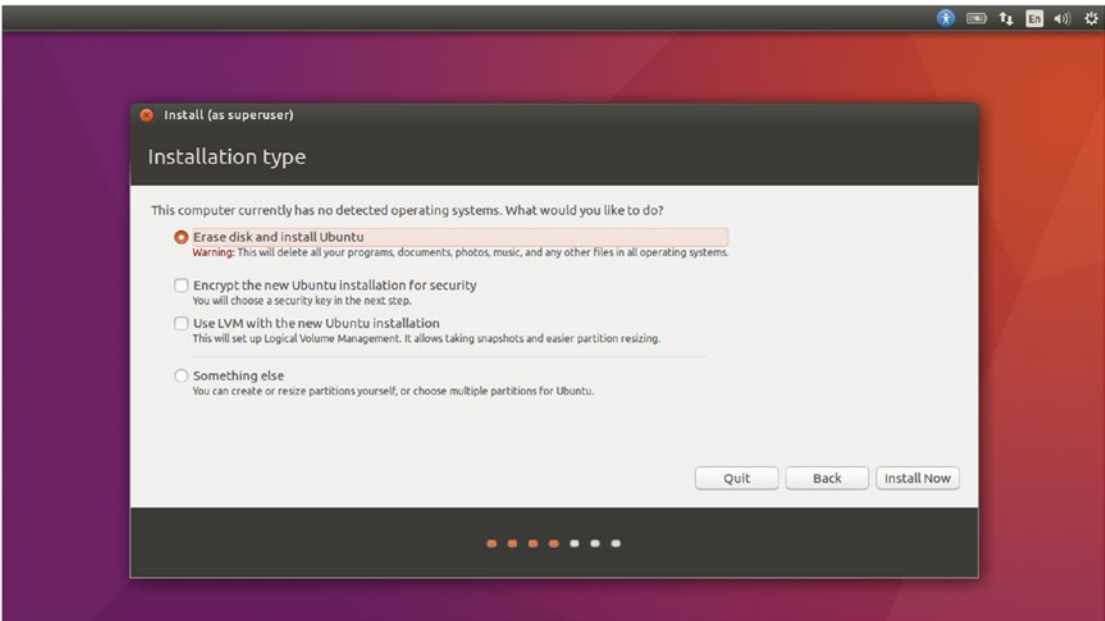 En
Install (as superuser)
Installation type
This computer currently has no detected operating systems. What would you like to do?
Erase disk and install Ubuntu
Warning: This will delete all your programs, documents, photos, music, and any other files in all operating systems.
Encrypt the new Ubuntu installation for security
You will choose a security key in the next step.
Use LVM with the new Ubuntu installation
This will set up Logical Volume Management. It allows taking snapshots and easier partition resizing.
Something else
You can create or resize partitions yourself, or choose multiple partitions for Ubuntu.
Quit Back Install Now